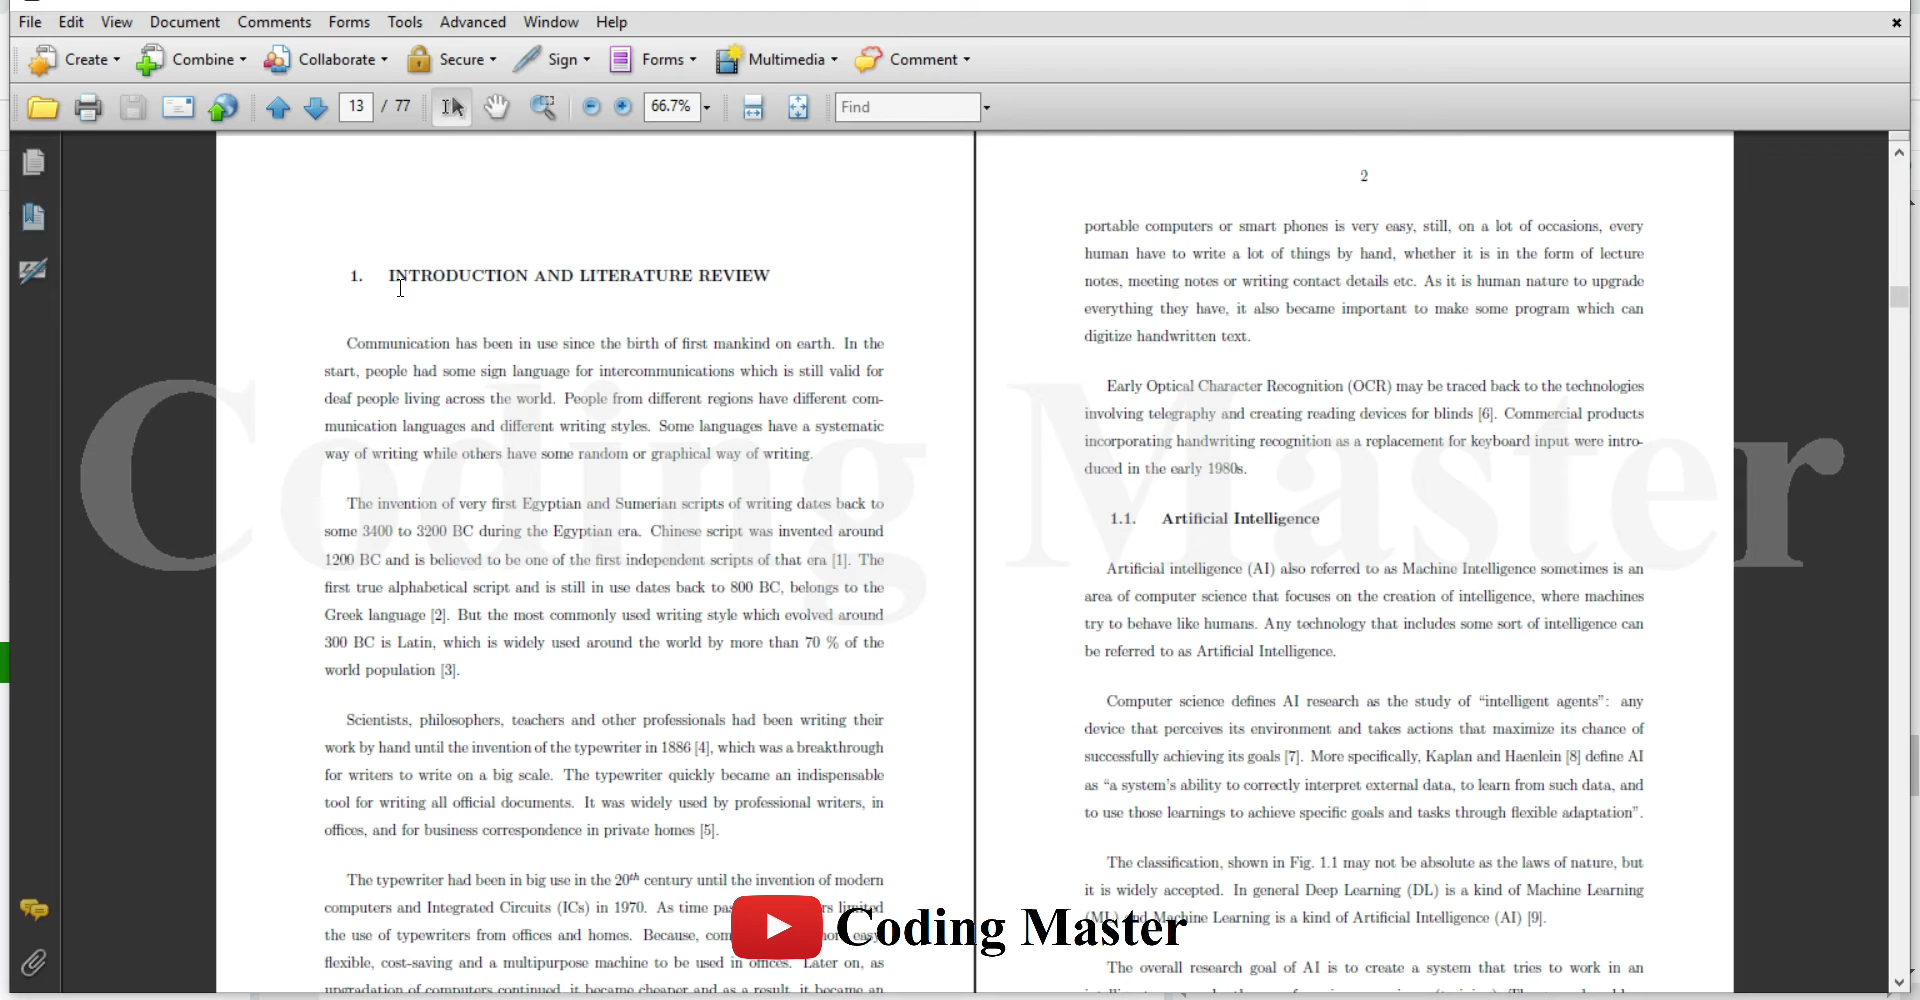 File Edit View Document Comments Forms Tools Advanced Window Help
Create Combine Collaborate Secure Sign Forms Multimedia Comment
13 / 77 66.7% Find
1. INTRODUCTION AND LITERATURE REVIEW
Communication has been in use since the birth of first mankind on earth. In the
start, people had some sign language for intercommunications which is still valid for
deaf people living across the world. People from different regions have different com-
munication languages and different writing styles. Some languages have a systematic
way of writing while others have some random or graphical way of writing.
The invention of very first Egyptian and Sumerian scripts of writing dates back to
some 3400 to 3200 BC during the Egyptian era. Chinese script was invented around
1200 BC and is believed to be one of the first independent scripts of that era [1]. The
first true alphabetical script and is still in use dates back to 800 BC, belongs to the
Greek language [2]. But the most commonly used writing style which evolved around
300 BC is Latin, which is widely used around the world by more than 70 % of the
world population [3].
Scientists, philosophers, teachers and other professionals had been writing their
work by hand until the invention of the typewriter in 1886 [4], which was a breakthrough
for writers to write on a big scale. The typewriter quickly became an indispensable
tool for writing all official documents. It was widely used by professional writers, in
offices, and for business correspondence in private homes [5].
The typewriter had been in big use in the 20th century until the invention of modern
computers and Integrated Circuits (ICs) in 1970. As time limited
the use of typewriters from offices and homes. Because,
flexible, cost-saving and a multipurpose machine to be used in offices. Later on, as
upgradation of computers continued, it became cheaper and as a result, it became an
2
portable computers or smart phones is very easy, still, on a lot of occasions, every
human have to write a lot of things by hand, whether it is in the form of lecture
notes, meeting notes or writing contact details etc. As it is human nature to upgrade
everything they have, it also became important to make some program which can
digitize handwritten text.
Early Optical Character Recognition (OCR) may be traced back to the technologies
involving telegraphy and creating reading devices for blinds [6]. Commercial products
incorporating handwriting recognition as a replacement for keyboard input were intro-
duced in the early 1980s.
1.1. Artificial Intelligence
Artificial intelligence (AI) also referred to as Machine Intelligence sometimes is an
area of computer science that focuses on the creation of intelligence, where machines
try to behave like humans. Any technology that includes some sort of intelligence can
be referred to as Artificial Intelligence.
Computer science defines AI research as the study of “intelligent agents”: any
device that perceives its environment and takes actions that maximize its chance of
successfully achieving its goals [7]. More specifically, Kaplan and Haenlein [8] define AI
as “a system’s ability to correctly interpret external data, to learn from such data, and
to use those learnings to achieve specific goals and tasks through flexible adaptation”.
The classification, shown in Fig. 1.1 may not be absolute as the laws of nature, but
it is widely accepted. In general Deep Learning (DL) is a kind of Machine Learning
(ML) and Machine Learning is a kind of Artificial Intelligence (AI) [9].
The overall research goal of AI is to create a system that tries to work in an
Coding Master
Coding Master